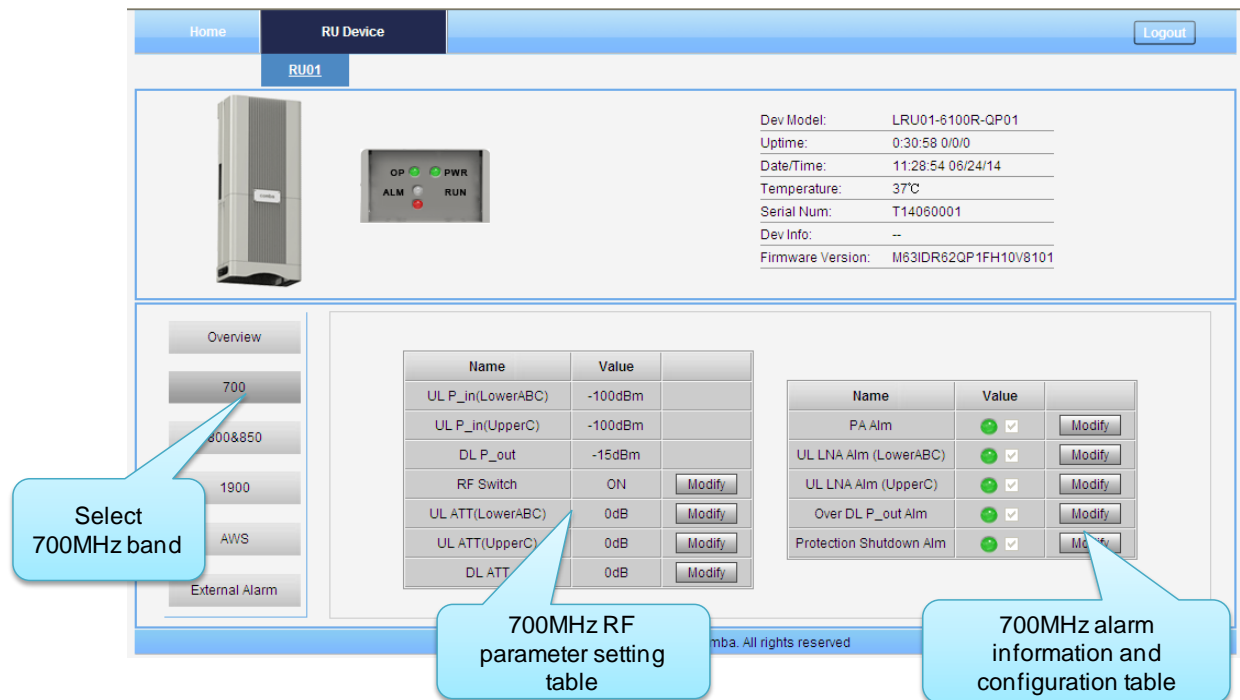 Home RU Device Logout
RU01
OP PWR
ALM RUN
Dev Model: LRU01-6100R-QP01
Uptime: 0:30:58 0/0/0
Date/Time: 11:28:54 06/24/14
Temperature: 37℃
Serial Num: T14060001
Dev Info: --
Firmware Version: M63IDR62QP1FH10V8101
Overview
700
800&850
1900
AWS
External Alarm
Select
700MHz band
Name Value
UL P_in(LowerABC) -100dBm
UL P_in(UpperC) -100dBm
DL P_out -15dBm
RF Switch ON Modify
UL ATT(LowerABC) 0dB Modify
UL ATT(UpperC) 0dB Modify
DL ATT 0dB Modify
700MHz RF
parameter setting
table
Name Value
PA Alm Modify
UL LNA Alm (LowerABC) Modify
UL LNA Alm (UpperC) Modify
Over DL P_out Alm Modify
Protection Shutdown Alm Modify
700MHz alarm
information and
configuration table
All rights reserved